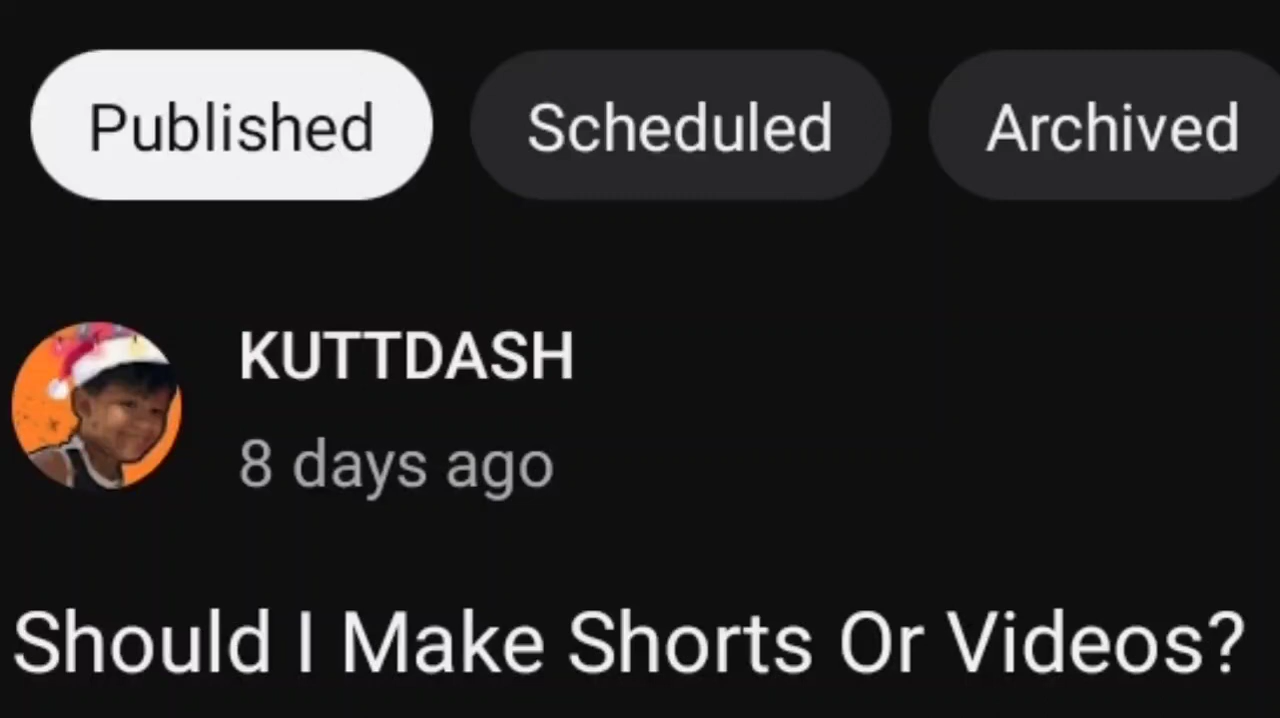 Published Scheduled Archived
KUTTDASH
8 days ago
Should I Make Shorts Or Videos?